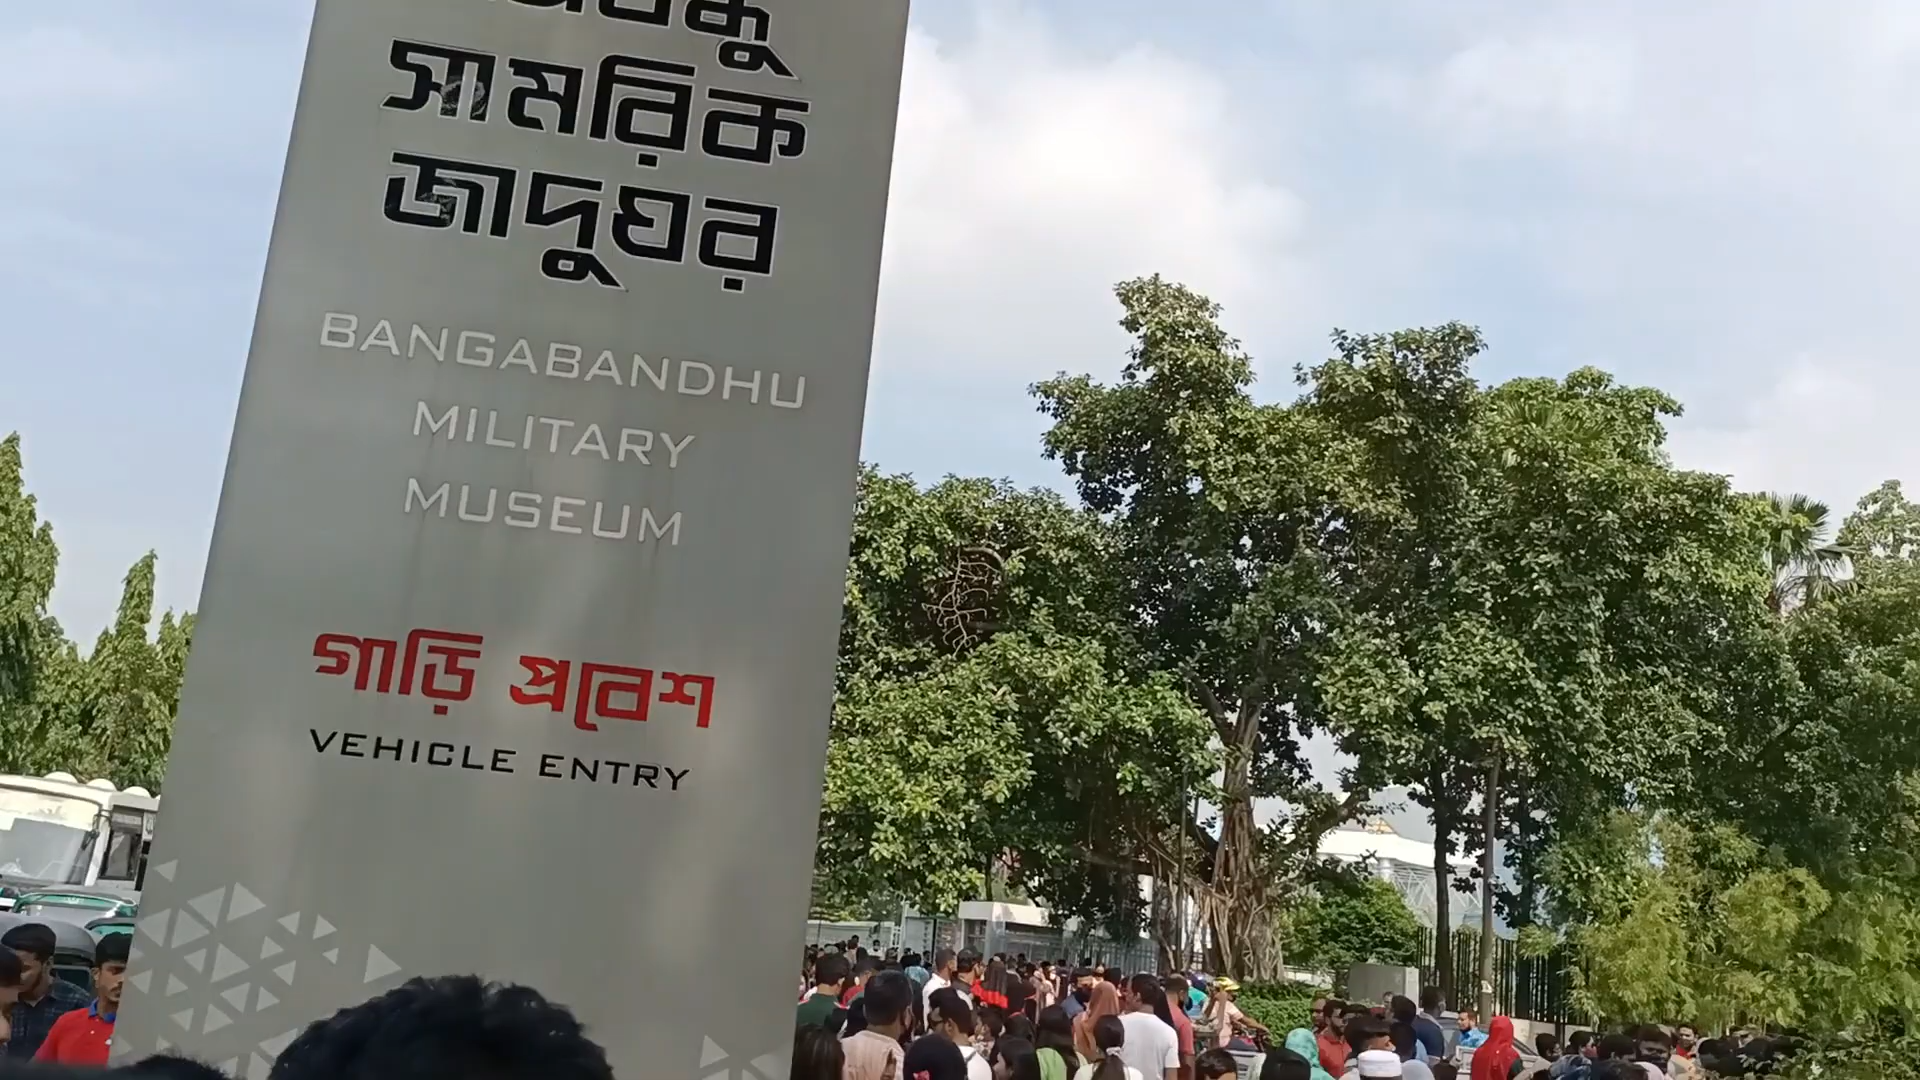 সামরিক
জাদুঘর
BANGABANDHU
MILITARY
MUSEUM
গাড়ি প্রবেশ
VEHICLE ENTRY